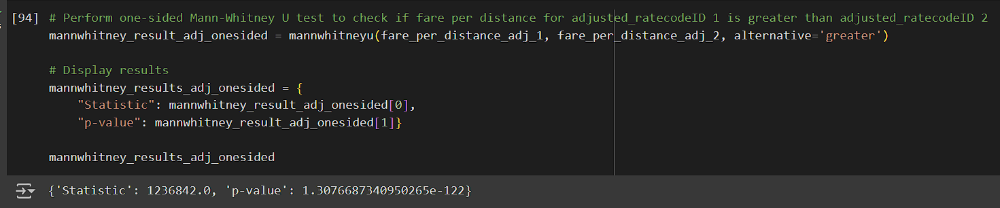 [94] # Perform one-sided Mann-Whitney U test to check if fare per distance for adjusted_ratecodeID 1 is greater than adjusted_ratecodeID 2
mannwhitney_result_adj_onesided = mannwhitneyu(fare_per_distance_adj_1, fare_per_distance_adj_2, alternative='greater')
# Display results
mannwhitney_results_adj_onesided = {
    "Statistic": mannwhitney_result_adj_onesided[0],
    "p-value": mannwhitney_result_adj_onesided[1]}
mannwhitney_results_adj_onesided
{'Statistic': 1236842.0, 'p-value': 1.3076687340950265e-122}